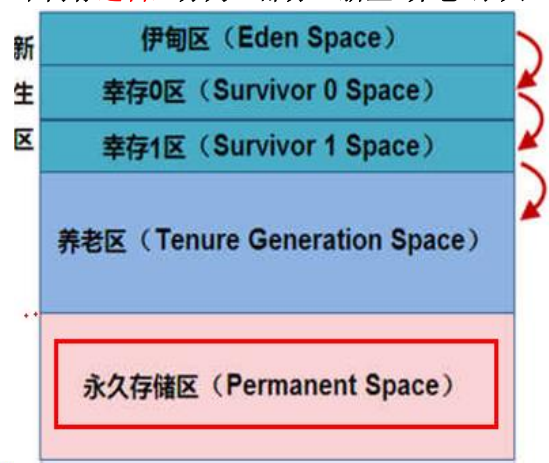 新
生
区
伊甸区（Eden Space）
幸存0区（Survivor 0 Space）
幸存1区（Survivor 1 Space）
养老区（Tenure Generation Space）
永久存储区（Permanent Space）